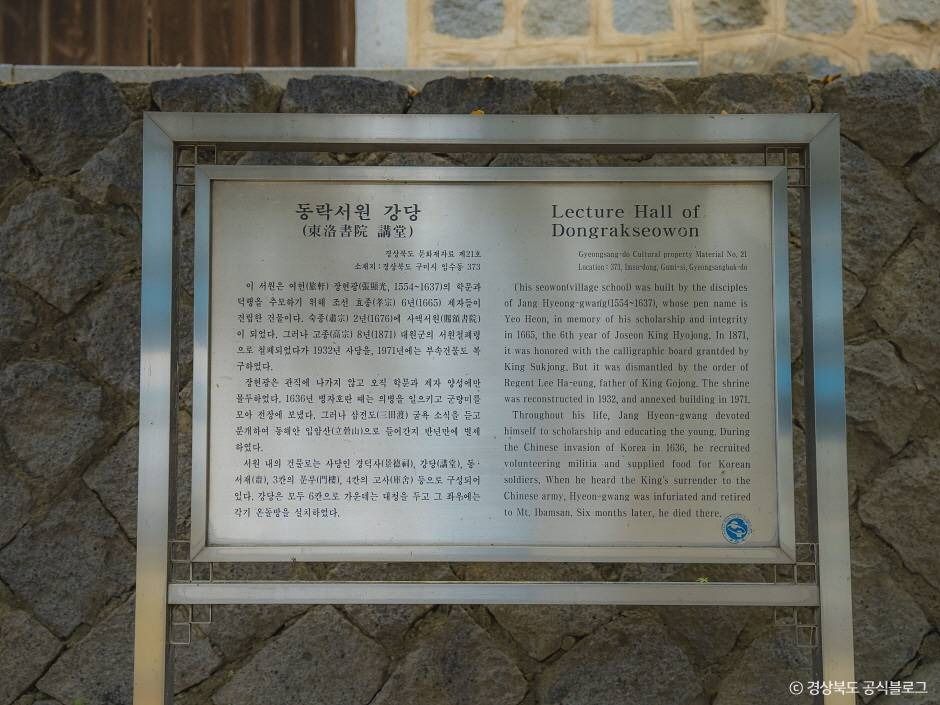 동락서원 강당
(東洛書院 講堂)
경상북도 문화재자료 제21호
소재지 : 경상북도 구미시 임수동 373
이 서원은 여헌(旅軒) 장현광(張顯光, 1554~1637)의 학문과
덕행을 추모하기 위해 조선 효종(孝宗) 6년(1665) 제자들이
건립한 건물이다. 숙종(肅宗) 2년(1676)에 사액서원(賜額書院)
이 되었다. 그러나 고종(高宗) 8년(1871) 대원군의 서원철폐령
으로 철폐되었다가 1932년 사당을, 1971년에는 부속건물도 복
구하였다.
장현광은 관직에 나가지 않고 오직 학문과 제자 양성에만
몰두하였다. 1636년 병자호란 때는 의병을 일으키고 군량미를
모아 전장에 보냈다. 그러나 삼전도(三田渡) 굴욕 소식을 듣고
분개하여 동해안 입암산(立嵒山)으로 들어간지 반년만에 별세
하였다.
서원 내의 건물로는 사당인 경덕사(景德祠), 강당(講堂), 동·
서재(齋), 3칸의 문루(門樓), 4칸의 고사(庫舍) 등으로 구성되어
있다. 강당은 모두 6칸으로 가운데는 대청을 두고 그 좌우에는
각기 온돌방을 설치하였다.
Lecture Hall of
Dongrakseowon
Gyeongsang-do Cultural property Material No. 21
Location : 373, Imsu-dong, Gumi-si, Gyeongsangbuk-do
This seowon(village school) was built by the disciples
of Jang Hyeong-gwang(1554~1637), whose pen name is
Yeo Heon, in memory of his scholarship and integrity
in 1665, the 6th year of Joseon King Hyojong. In 1871,
it was honored with the calligraphic board grantded by
King Sukjong. But it was dismantled by the order of
Regent Lee Ha-eung, father of King Gojong. The shrine
was reconstructed in 1932, and annexed building in 1971.
Throughout his life, Jang Hyeon-gwang devoted
himself to scholarship and educating the young. During
the Chinese invasion of Korea in 1636, he recruited
volunteering militia and supplied food for Korean
soldiers. When he heard the King's surrender to the
Chinese army, Hyeon-gwang was infuriated and retired
to Mt. Ibamsan. Six months later, he died there.
© 경상북도 공식블로그